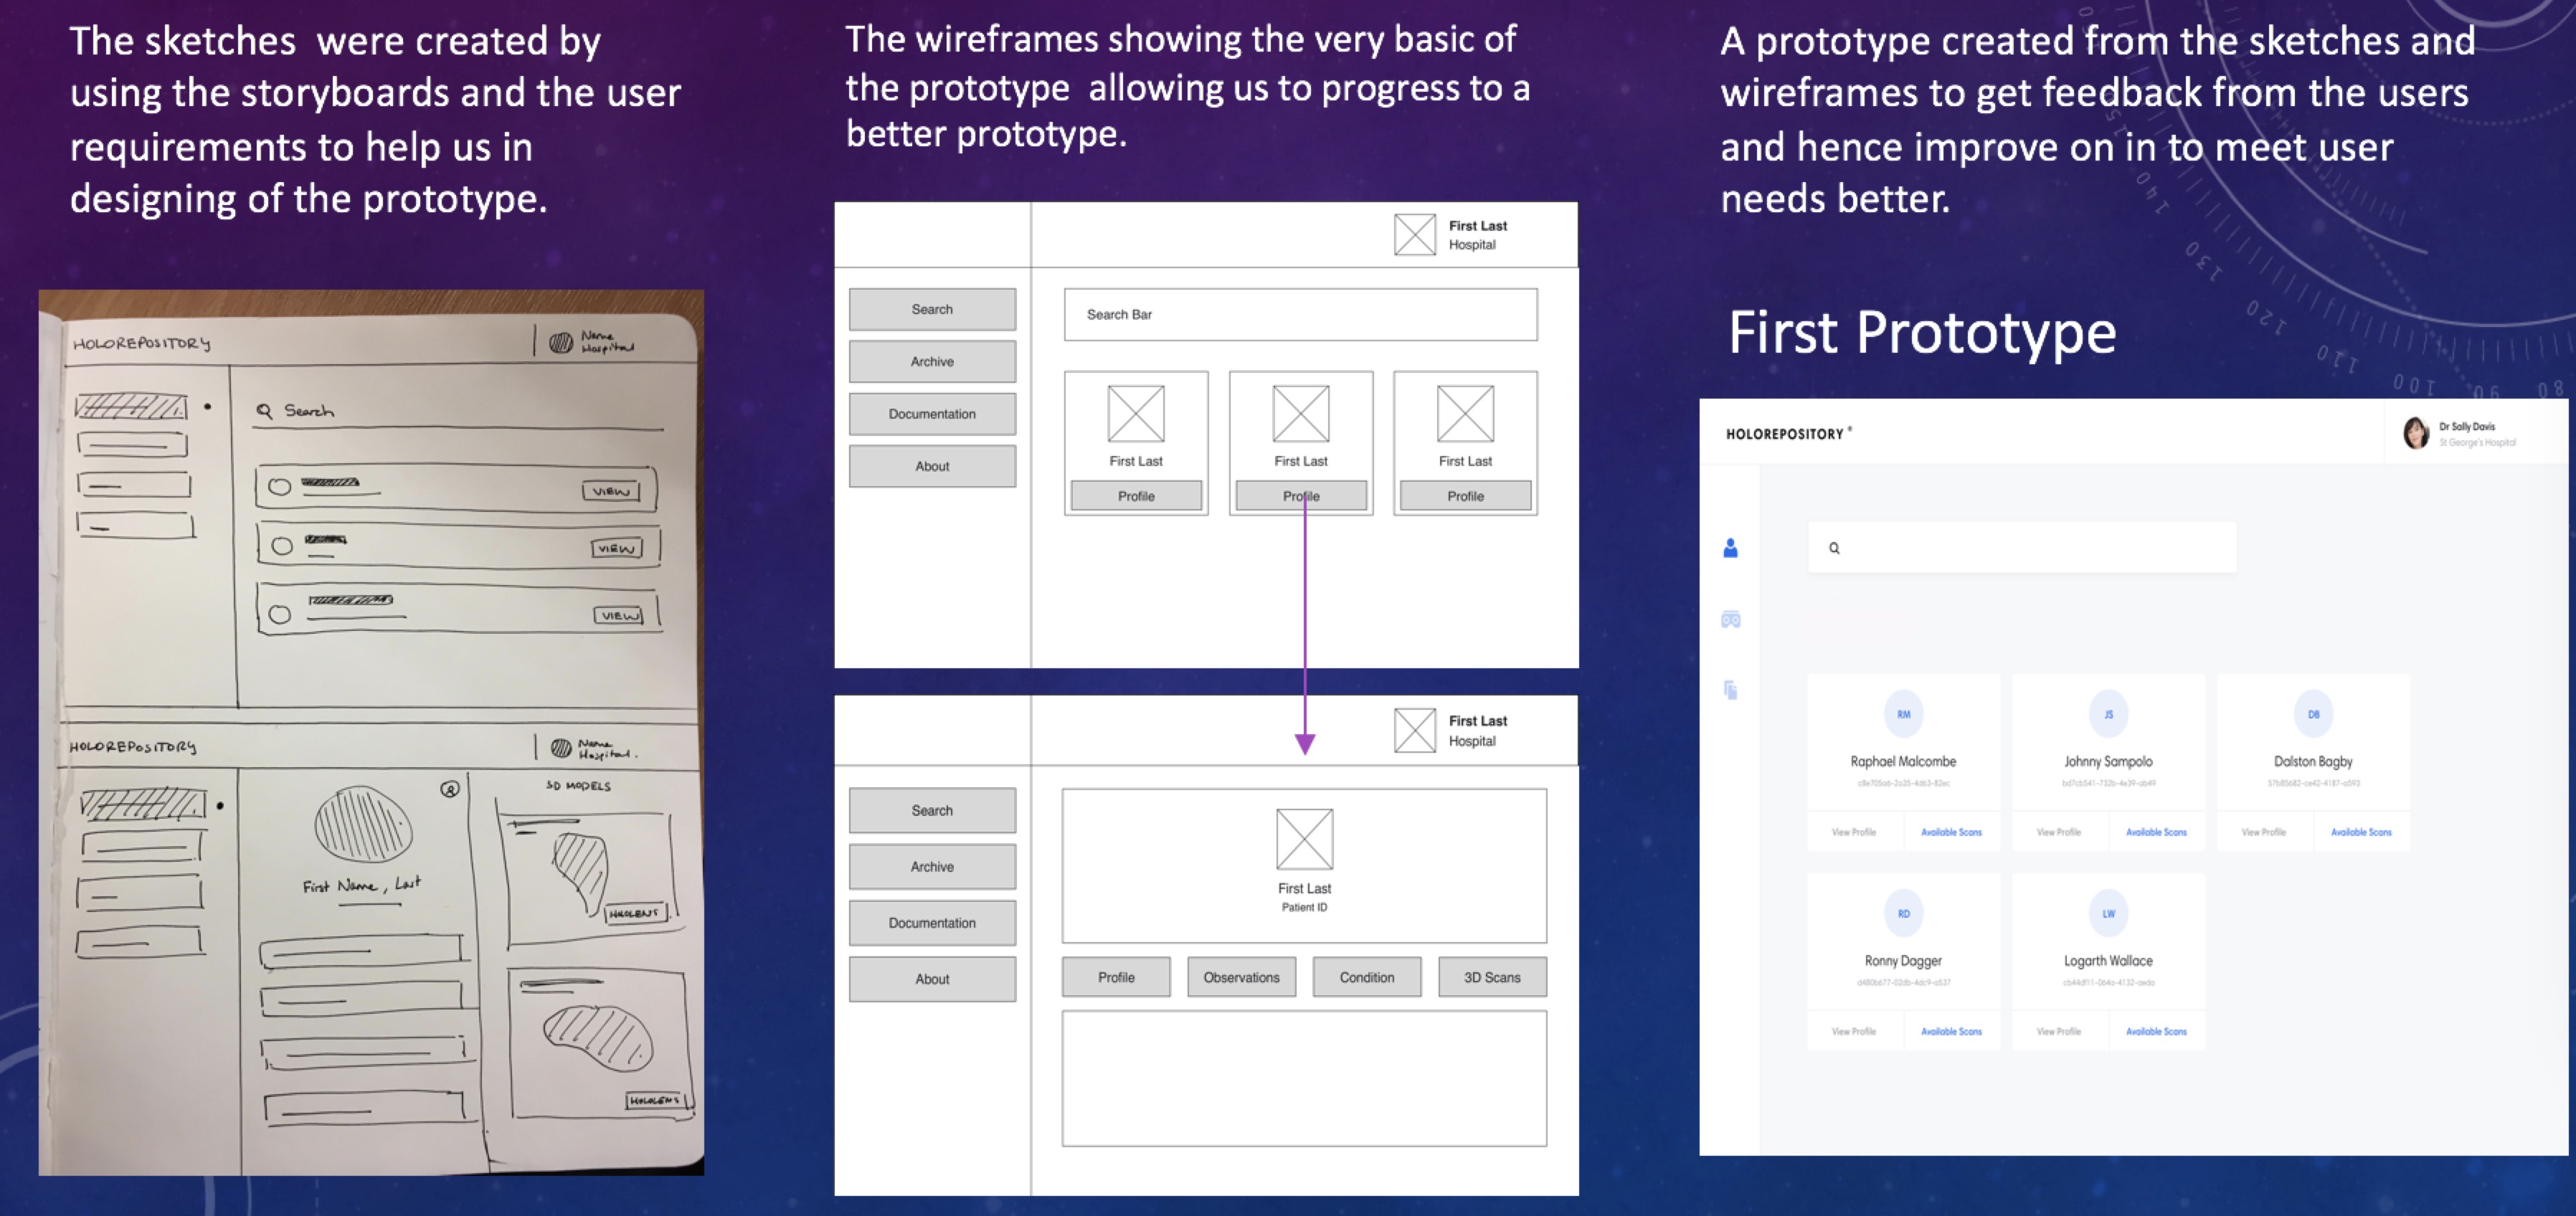 The sketches were created by
using the storyboards and the user
requirements to help us in
designing of the prototype.
HOLOREPOSITORY
Name
Hospital
Search
VIEW
VIEW
VIEW
HOLOREPOSITORY
Name
Hospital.
3D MODELS
First Name, Last
HOLOLENS
HOLOLENS
The wireframes showing the very basic of
the prototype allowing us to progress to a
better prototype.
First Last
Hospital
Search
Archive
Documentation
About
Search Bar
First Last
First Last
First Last
Profile
Profile
Profile
First Last
Hospital
Search
Archive
Documentation
About
First Last
Patient ID
Profile
Observations
Condition
3D Scans
A prototype created from the sketches and
wireframes to get feedback from the users
and hence improve on in to meet user
needs better.
First Prototype
HOLOREPOSITORY
Dr Sally Davis
St George's Hospital
RM
JS
DB
Raphael Malcombe
Johnny Sampolo
Dalston Bagby
View Profile
Available Scans
View Profile
Available Scans
View Profile
Available Scans
RD
LW
Ronny Dagger
Logarth Wallace
View Profile
Available Scans
View Profile
Available Scans
140
130
120
110
100
90
80